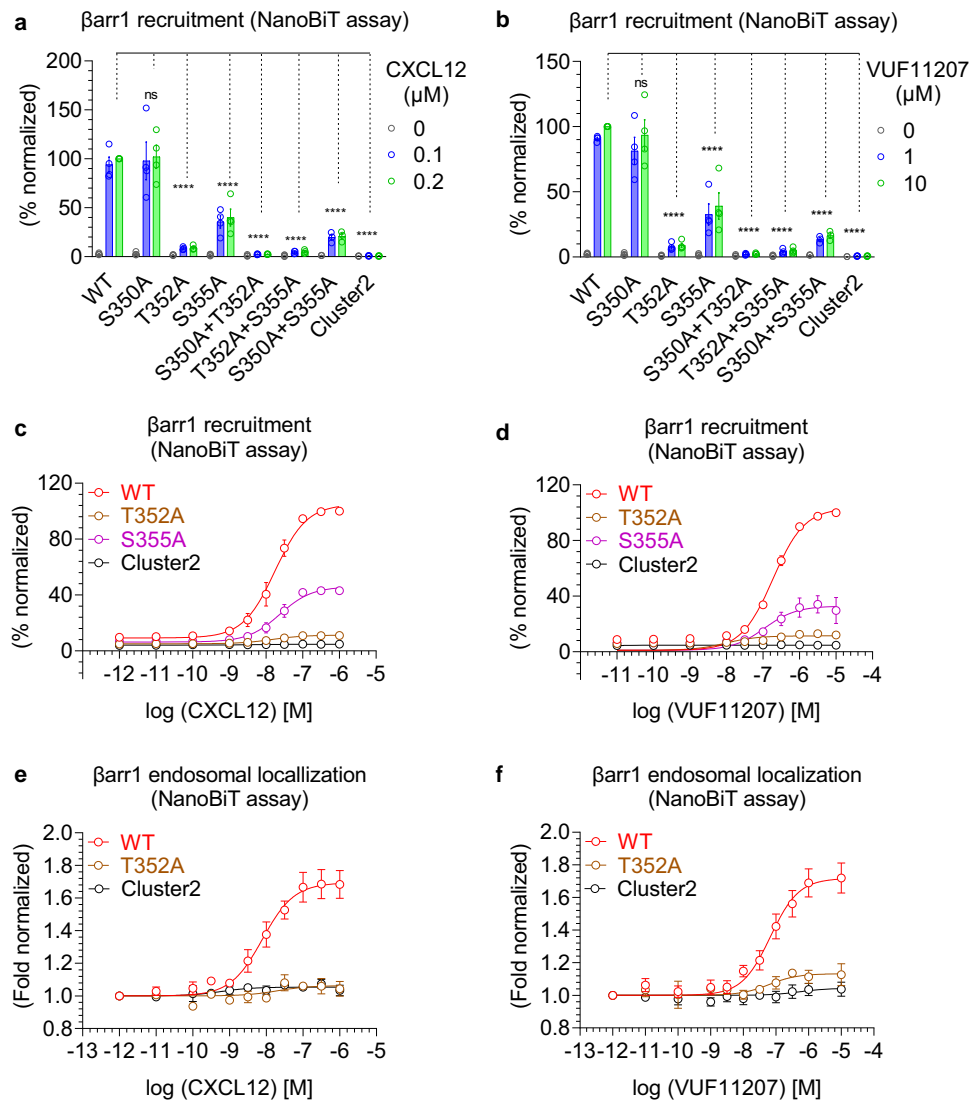 a
βarr1 recruitment (NanoBiT assay)
(% normalized)
200
150
100
50
0
ns
****
****
****
****
****
****
CXCL12
(µM)
0
0.1
0.2
WT
S350A
T352A
S355A
S350A+T352A
T352A+S355A
S350A+S355A
Cluster2
b
βarr1 recruitment (NanoBiT assay)
(% normalized)
150
100
50
0
ns
****
****
****
****
****
****
VUF11207
(µM)
0
1
10
WT
S350A
T352A
S355A
S350A+T352A
T352A+S355A
S350A+S355A
Cluster2
c
βarr1 recruitment
(NanoBiT assay)
(% normalized)
120
80
40
0
WT
T352A
S355A
Cluster2
-12 -11 -10 -9 -8 -7 -6 -5
log (CXCL12) [M]
d
βarr1 recruitment
(NanoBiT assay)
(% normalized)
120
80
40
0
WT
T352A
S355A
Cluster2
-11 -10 -9 -8 -7 -6 -5 -4
log (VUF11207) [M]
e
βarr1 endosomal locallization
(NanoBiT assay)
(Fold normalized)
2.0
1.8
1.6
1.4
1.2
1.0
0.8
WT
T352A
Cluster2
-13 -12 -11 -10 -9 -8 -7 -6 -5
log (CXCL12) [M]
f
βarr1 endosomal localization
(NanoBiT assay)
(Fold normalized)
2.0
1.8
1.6
1.4
1.2
1.0
0.8
WT
T352A
Cluster2
-13 -12 -11 -10 -9 -8 -7 -6 -5 -4
log (VUF11207) [M]